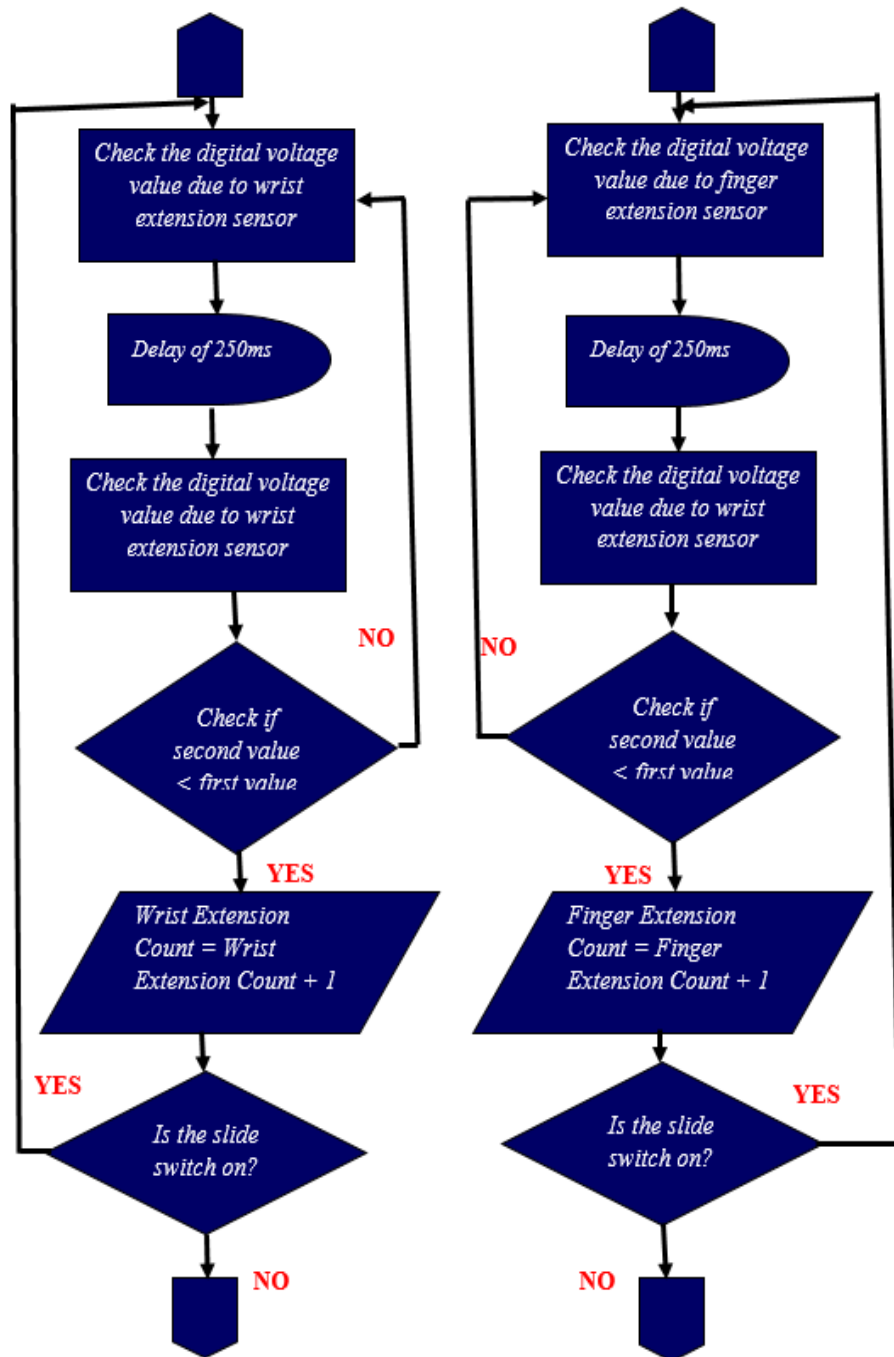 Check the digital voltage
value due to wrist
extension sensor
Delay of 250ms
Check the digital voltage
value due to wrist
extension sensor
NO
Check if
second value
< first value
YES
Wrist Extension
Count = Wrist
Extension Count + 1
YES
Is the slide
switch on?
NO
Check the digital voltage
value due to finger
extension sensor
Delay of 250ms
Check the digital voltage
value due to wrist
extension sensor
NO
Check if
second value
< first value
YES
Finger Extension
Count = Finger
Extension Count + 1
YES
Is the slide
switch on?
NO